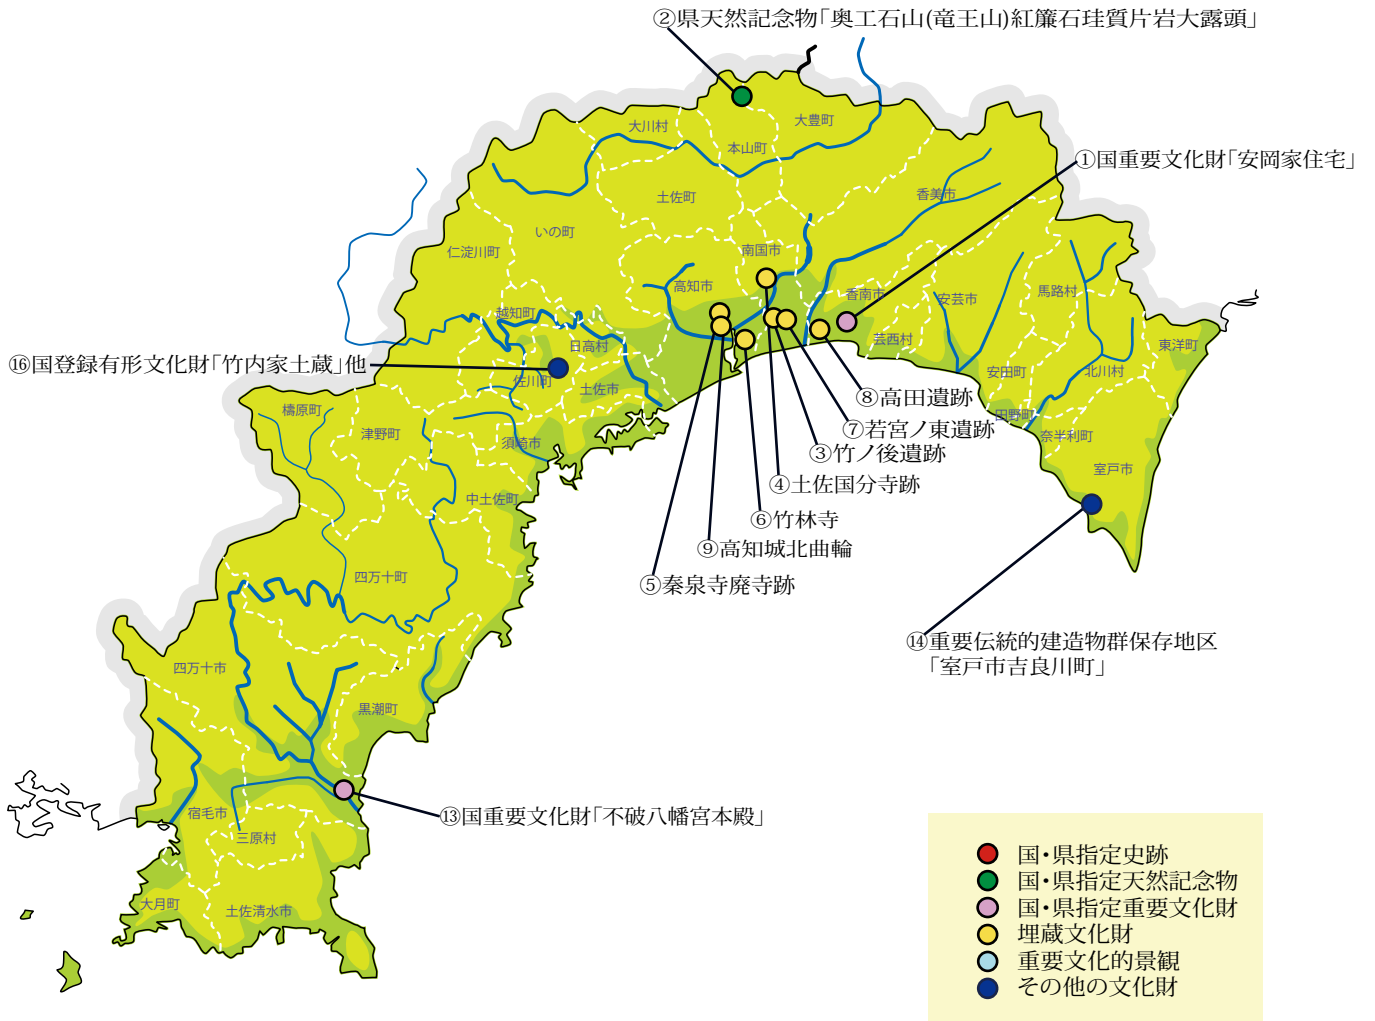 ②県天然記念物「奥工石山(竜王山)紅簾石珪質片岩大露頭」
大豊町
大川村
本山町
①国重要文化財「安岡家住宅」
土佐町
香美市
いの町
仁淀川町
南国市
高知市
香南市
安芸市
馬路村
越知町
芸西村
東洋町
日高村
⑯国登録有形文化財「竹内家土蔵」他
佐川町
土佐市
安田町
北川村
⑧高田遺跡
檮原町
田野町
津野町
⑦若宮ノ東遺跡
奈半利町
須崎市
③竹ノ後遺跡
室戸市
④土佐国分寺跡
中土佐町
⑥竹林寺
⑨高知城北曲輪
四万十町
⑤秦泉寺廃寺跡
⑭重要伝統的建造物群保存地区
「室戸市吉良川町」
四万十市
黒潮町
宿毛市
⑬国重要文化財「不破八幡宮本殿」
三原村
大月町
土佐清水市
国・県指定史跡
国・県指定天然記念物
国・県指定重要文化財
埋蔵文化財
重要文化的景観
その他の文化財